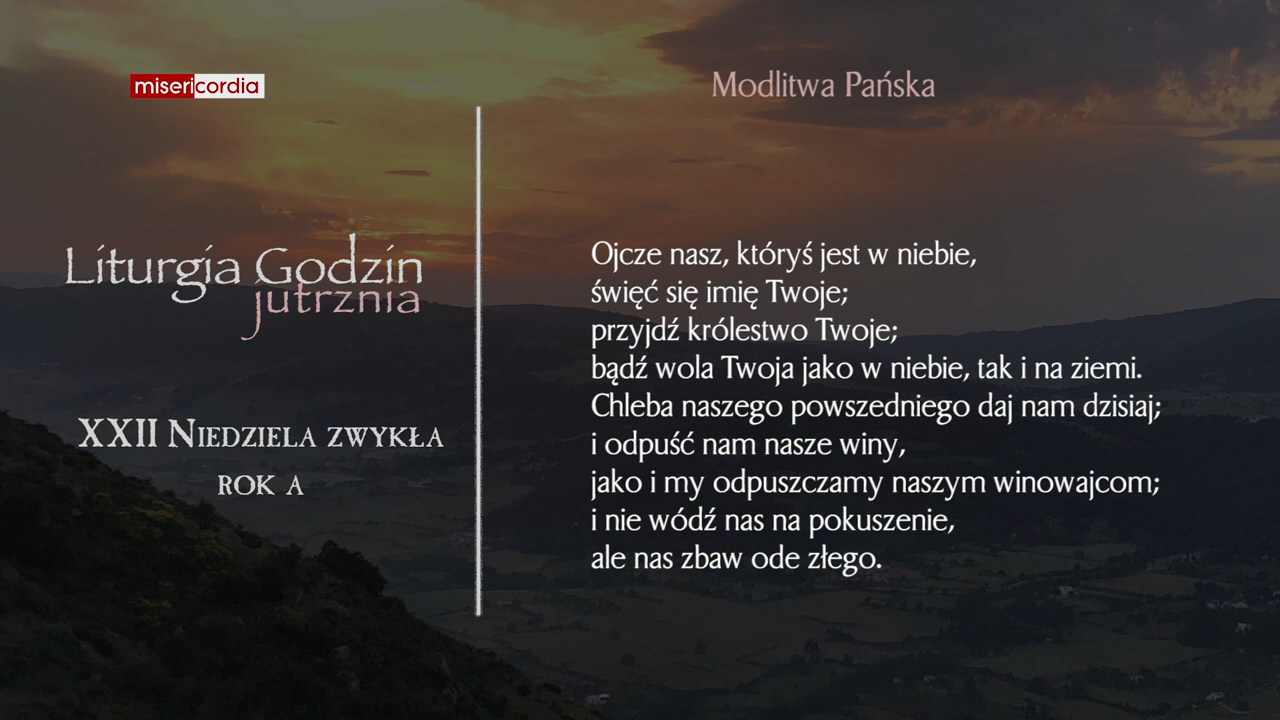 misericordia
Liturgia Godzin
jutrznia
XXII Niedziela zwykła
rok A
Modlitwa Pańska
Ojcze nasz, któryś jest w niebie,
święć się imię Twoje;
przyjdź królestwo Twoje;
bądź wola Twoja jako w niebie, tak i na ziemi.
Chleba naszego powszedniego daj nam dzisiaj;
i odpuść nam nasze winy,
jako i my odpuszczamy naszym winowajcom;
i nie wódź nas na pokuszenie,
ale nas zbaw ode złego.